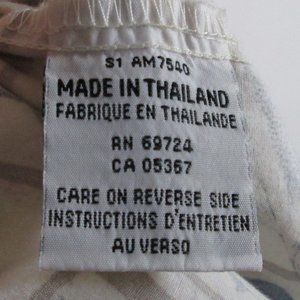 S1 AM7540
MADE IN THAILAND
FABRIQUE EN THAILANDE
RN 69724
CA 05367
CARE ON REVERSE SIDE
INSTRUCTIONS D'ENTRETIEN
AU VERSO